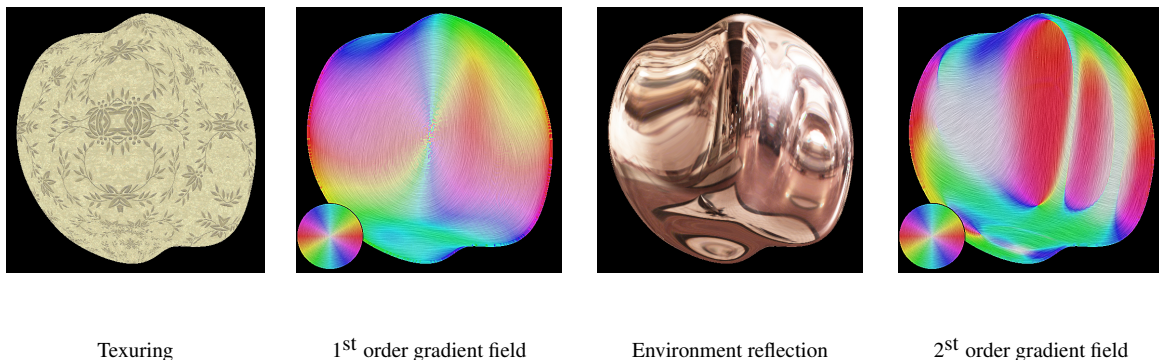 Texuring
1st order gradient field
Environment reflection
2st order gradient field